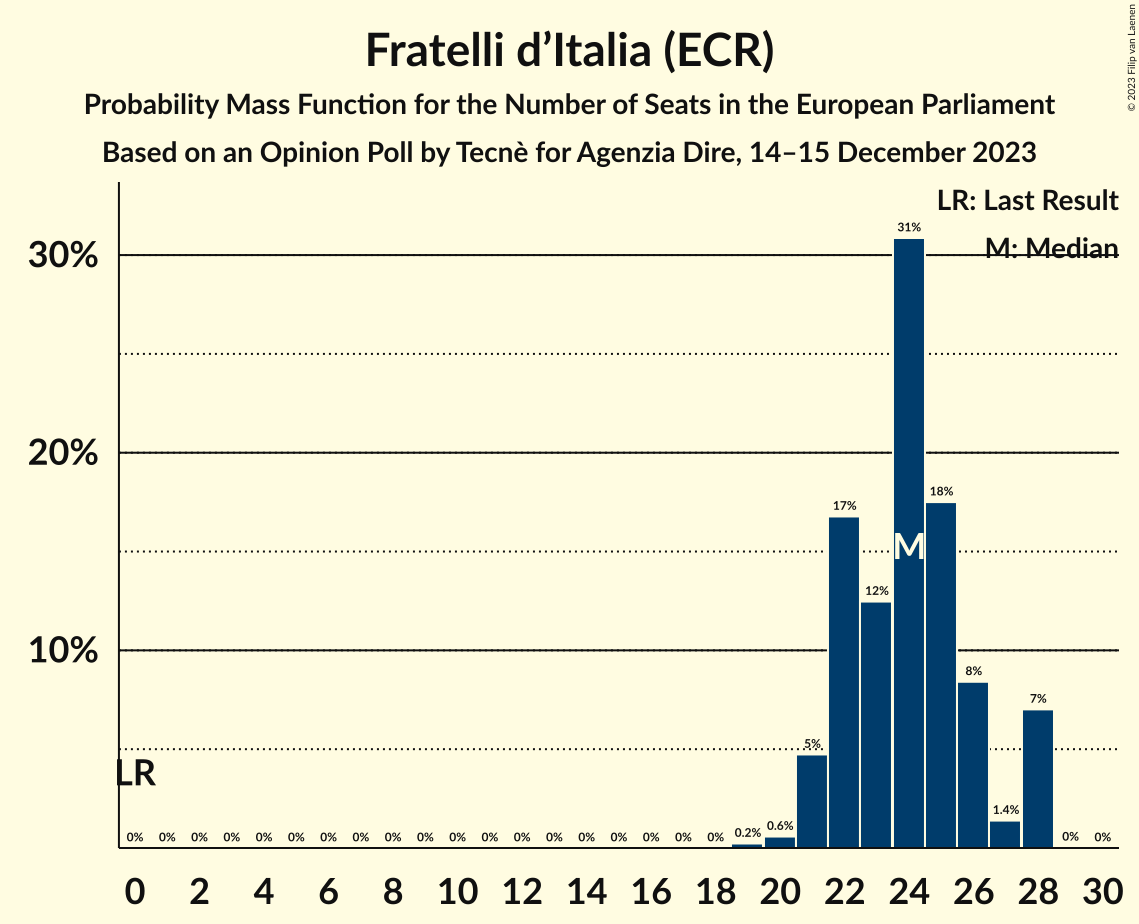 Fratelli d’Italia (ECR)
Probability Mass Function for the Number of Seats in the European Parliament
Based on an Opinion Poll by Tecnè for Agenzia Dire, 14–15 December 2023
© 2023 Filip van Laenen
LR: Last Result
M: Median
30%
20%
10%
31%
18%
17%
M
12%
8%
7%
5%
LR
1.4%
0% 0% 0% 0% 0% 0% 0% 0% 0% 0% 0% 0% 0% 0% 0% 0% 0% 0% 0% 0.2% 0.6% 0% 0%
0 2 4 6 8 10 12 14 16 18 20 22 24 26 28 30